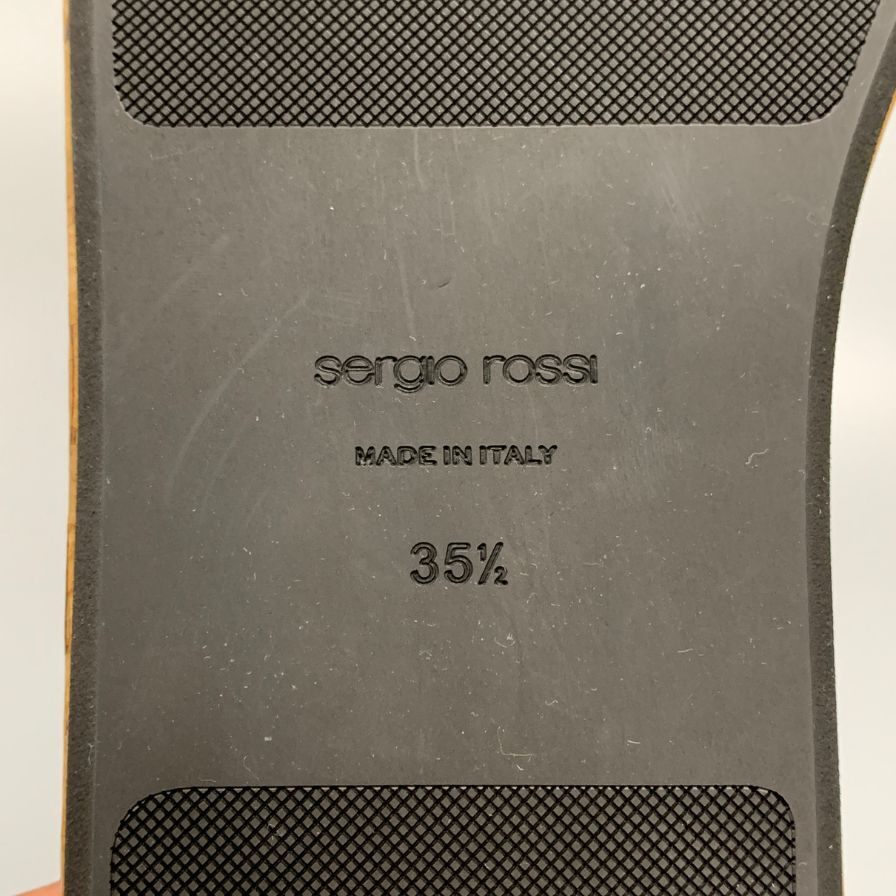 sergio rossi
MADE IN ITALY
35½